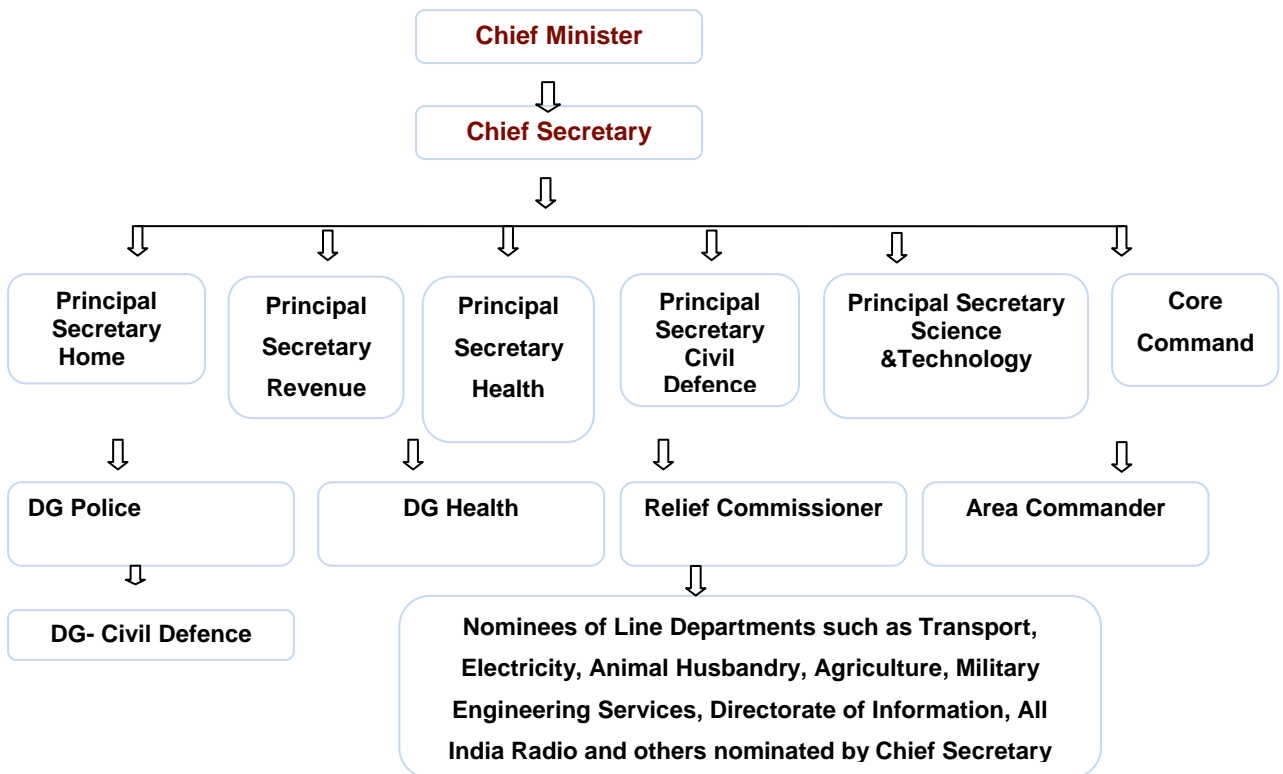 Chief Minister
Chief Secretary
Principal
Secretary
Home
Principal
Secretary
Revenue
Principal
Secretary
Health
Principal
Secretary
Civil
Defence
Principal Secretary
Science
&Technology
Core
Command
DG Police
DG Health
Relief Commissioner
Area Commander
DG- Civil Defence
Nominees of Line Departments such as Transport,
Electricity, Animal Husbandry, Agriculture, Military
Engineering Services, Directorate of Information, All
India Radio and others nominated by Chief Secretary